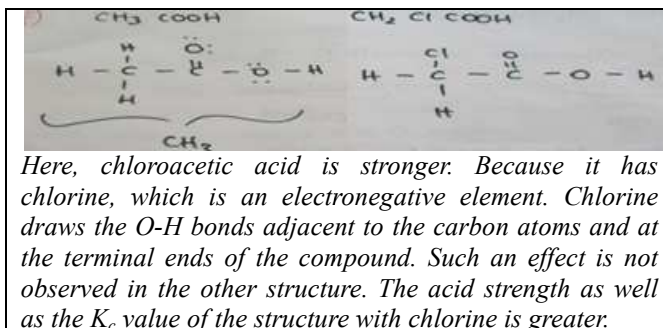 CH3 COOH CH2 Cl COOH
H Ö: Cl O
H - C - C - Ö - H H - C - C - O - H
H H
CH3
Here, chloroacetic acid is stronger. Because it has
chlorine, which is an electronegative element. Chlorine
draws the O-H bonds adjacent to the carbon atoms and at
the terminal ends of the compound. Such an effect is not
observed in the other structure. The acid strength as well
as the Kc value of the structure with chlorine is greater.